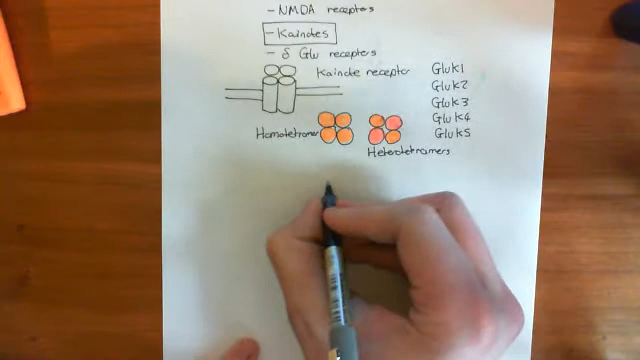 - NMDA receptors
- Kainates
- δ Glu receptors
Kainate receptor
GluK1
GluK2
GluK3
GluK4
GluK5
Homotetramer
Heterotetramers